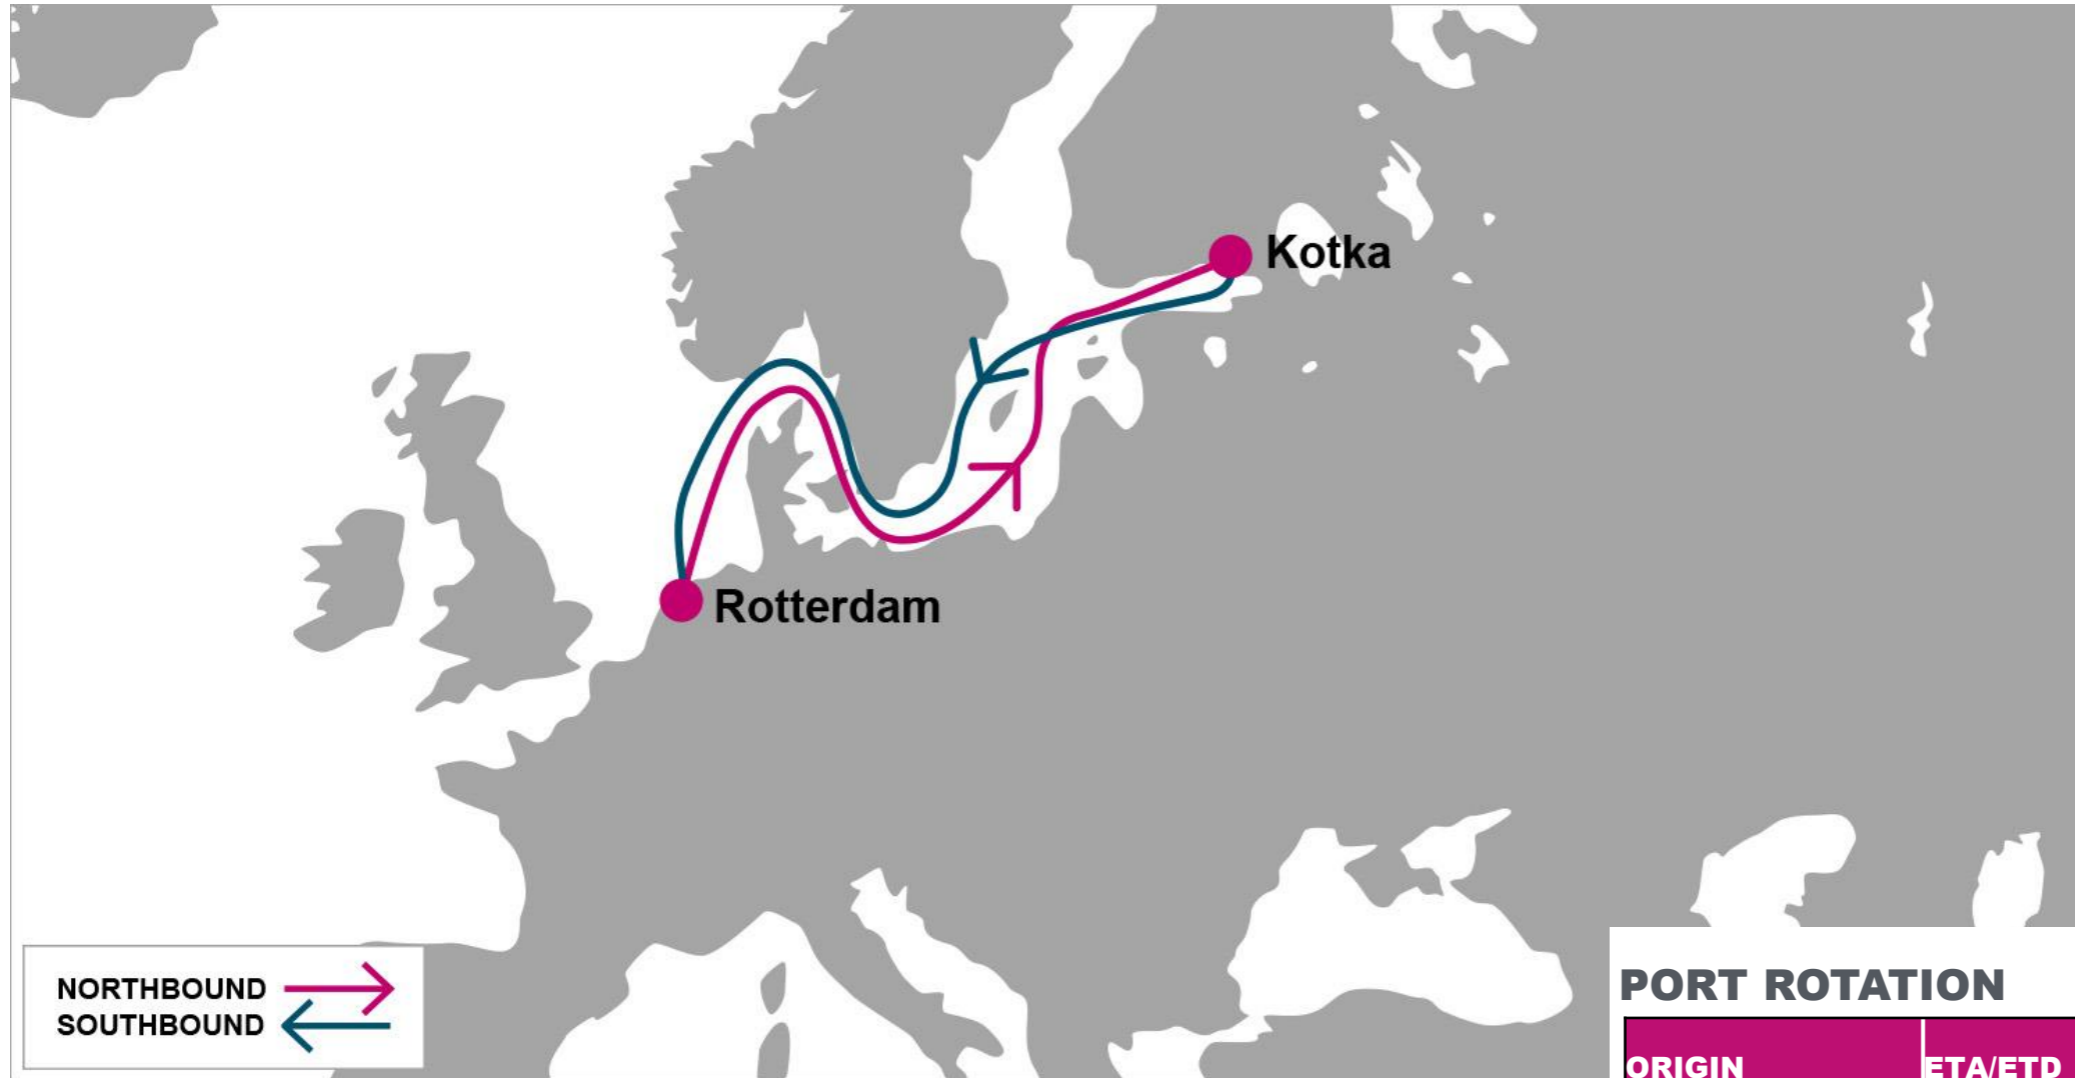 Kotka
Rotterdam
NORTHBOUND
SOUTHBOUND
PORT ROTATION
ORIGIN ETA/ETD